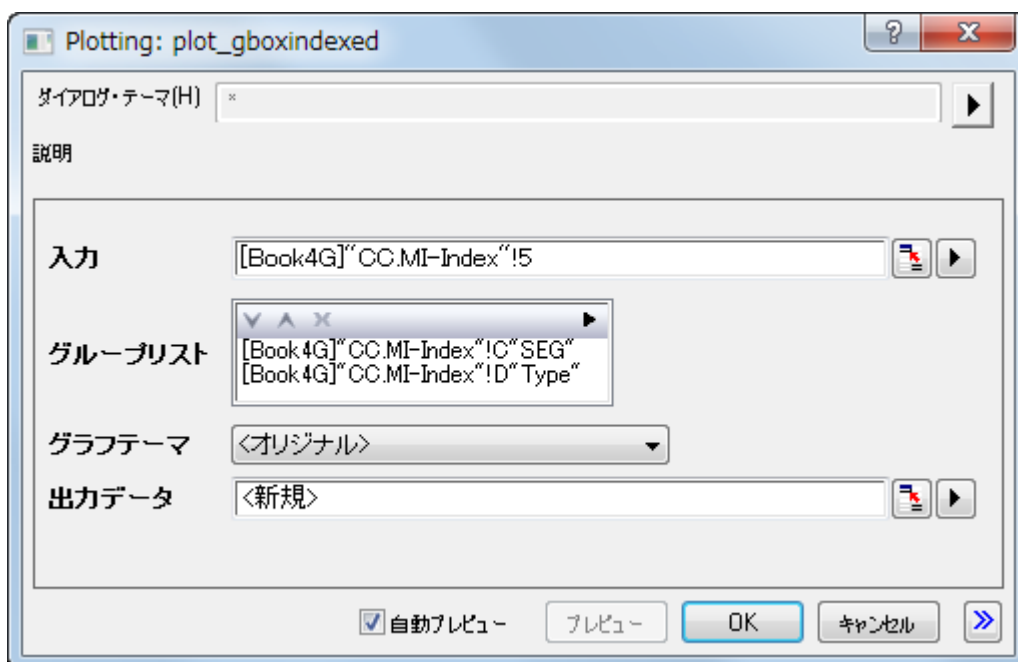 Plotting: plot_gboxindexed
ダイアログ・テーマ(H) *
説明
入力 [Book4G]"CC.MI-Index"!5
グループリスト
[Book4G]"CC.MI-Index"!C"SEG"
[Book4G]"CC.MI-Index"!D"Type"
グラフテーマ <オリジナル>
出力データ <新規>
自動プレビュー プレビュー OK キャンセル